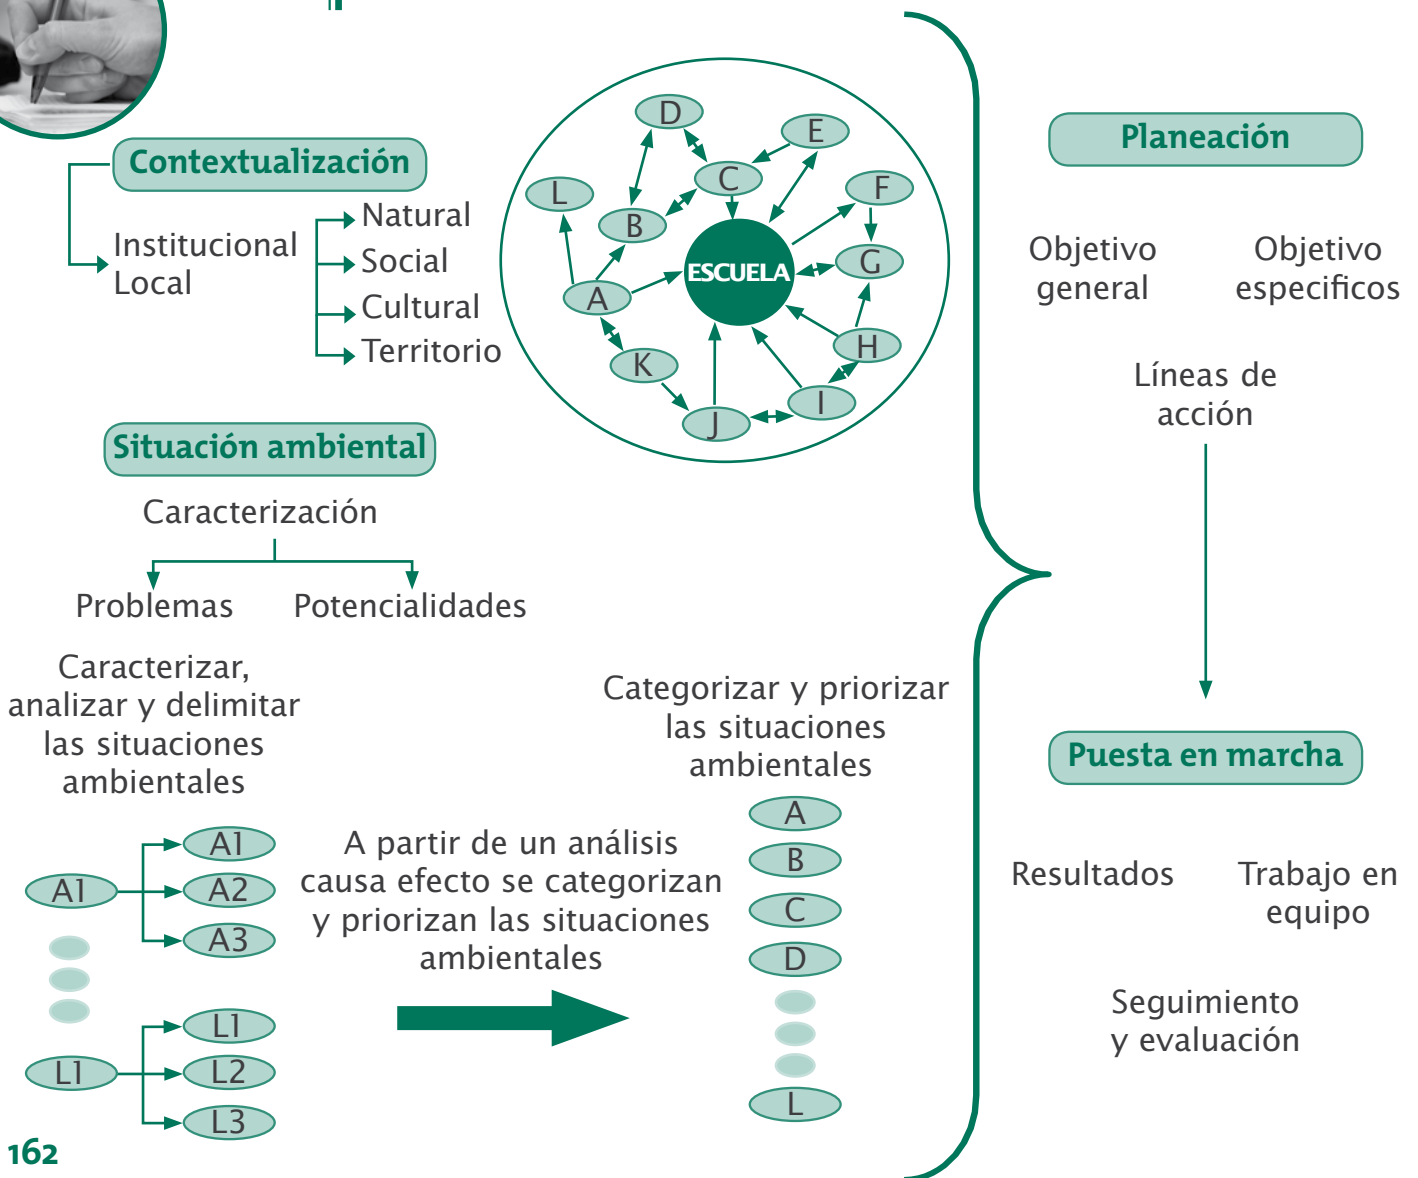 Contextualización
Institucional
Local
Natural
Social
Cultural
Territorio
D
E
C
L
F
B
ESCUELA
G
A
H
K
I
J
Situación ambiental
Caracterización
Problemas
Potencialidades
Caracterizar,
analizar y delimitar
las situaciones
ambientales
A1
A1
A2
A3
L1
L1
L2
L3
A partir de un análisis
causa efecto se categorizan
y priorizan las situaciones
ambientales
Categorizar y priorizar
las situaciones
ambientales
A
B
C
D
L
Planeación
Objetivo
general
Objetivo
especificos
Líneas de
acción
Puesta en marcha
Resultados
Trabajo en
equipo
Seguimiento
y evaluación
162